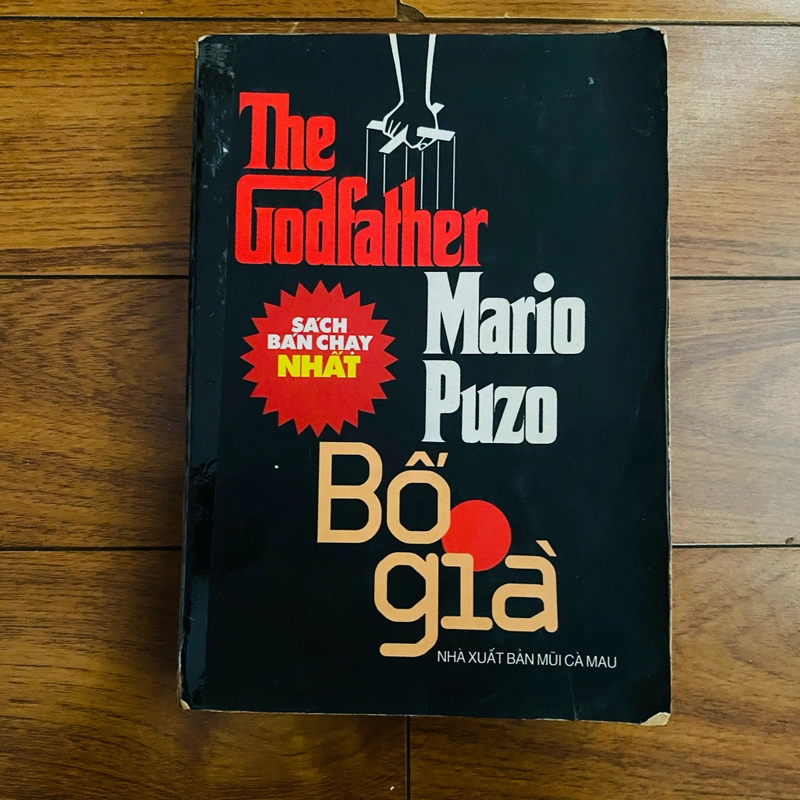 The
Godfather
Mario
Puzo
SÁCH
BÁN CHẠY
NHẤT
Bố
già
NHÀ XUẤT BẢN MŨI CÀ MAU